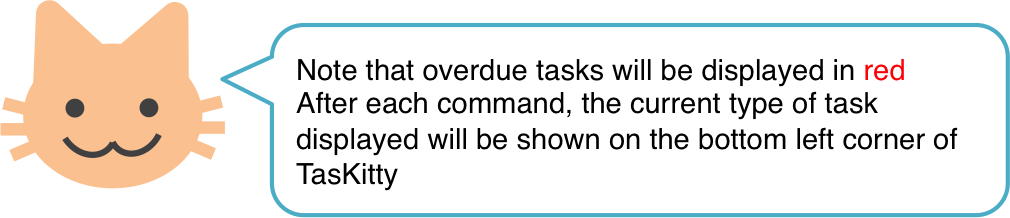 Note that overdue tasks will be displayed in red
After each command, the current type of task
displayed will be shown on the bottom left corner of
TasKitty